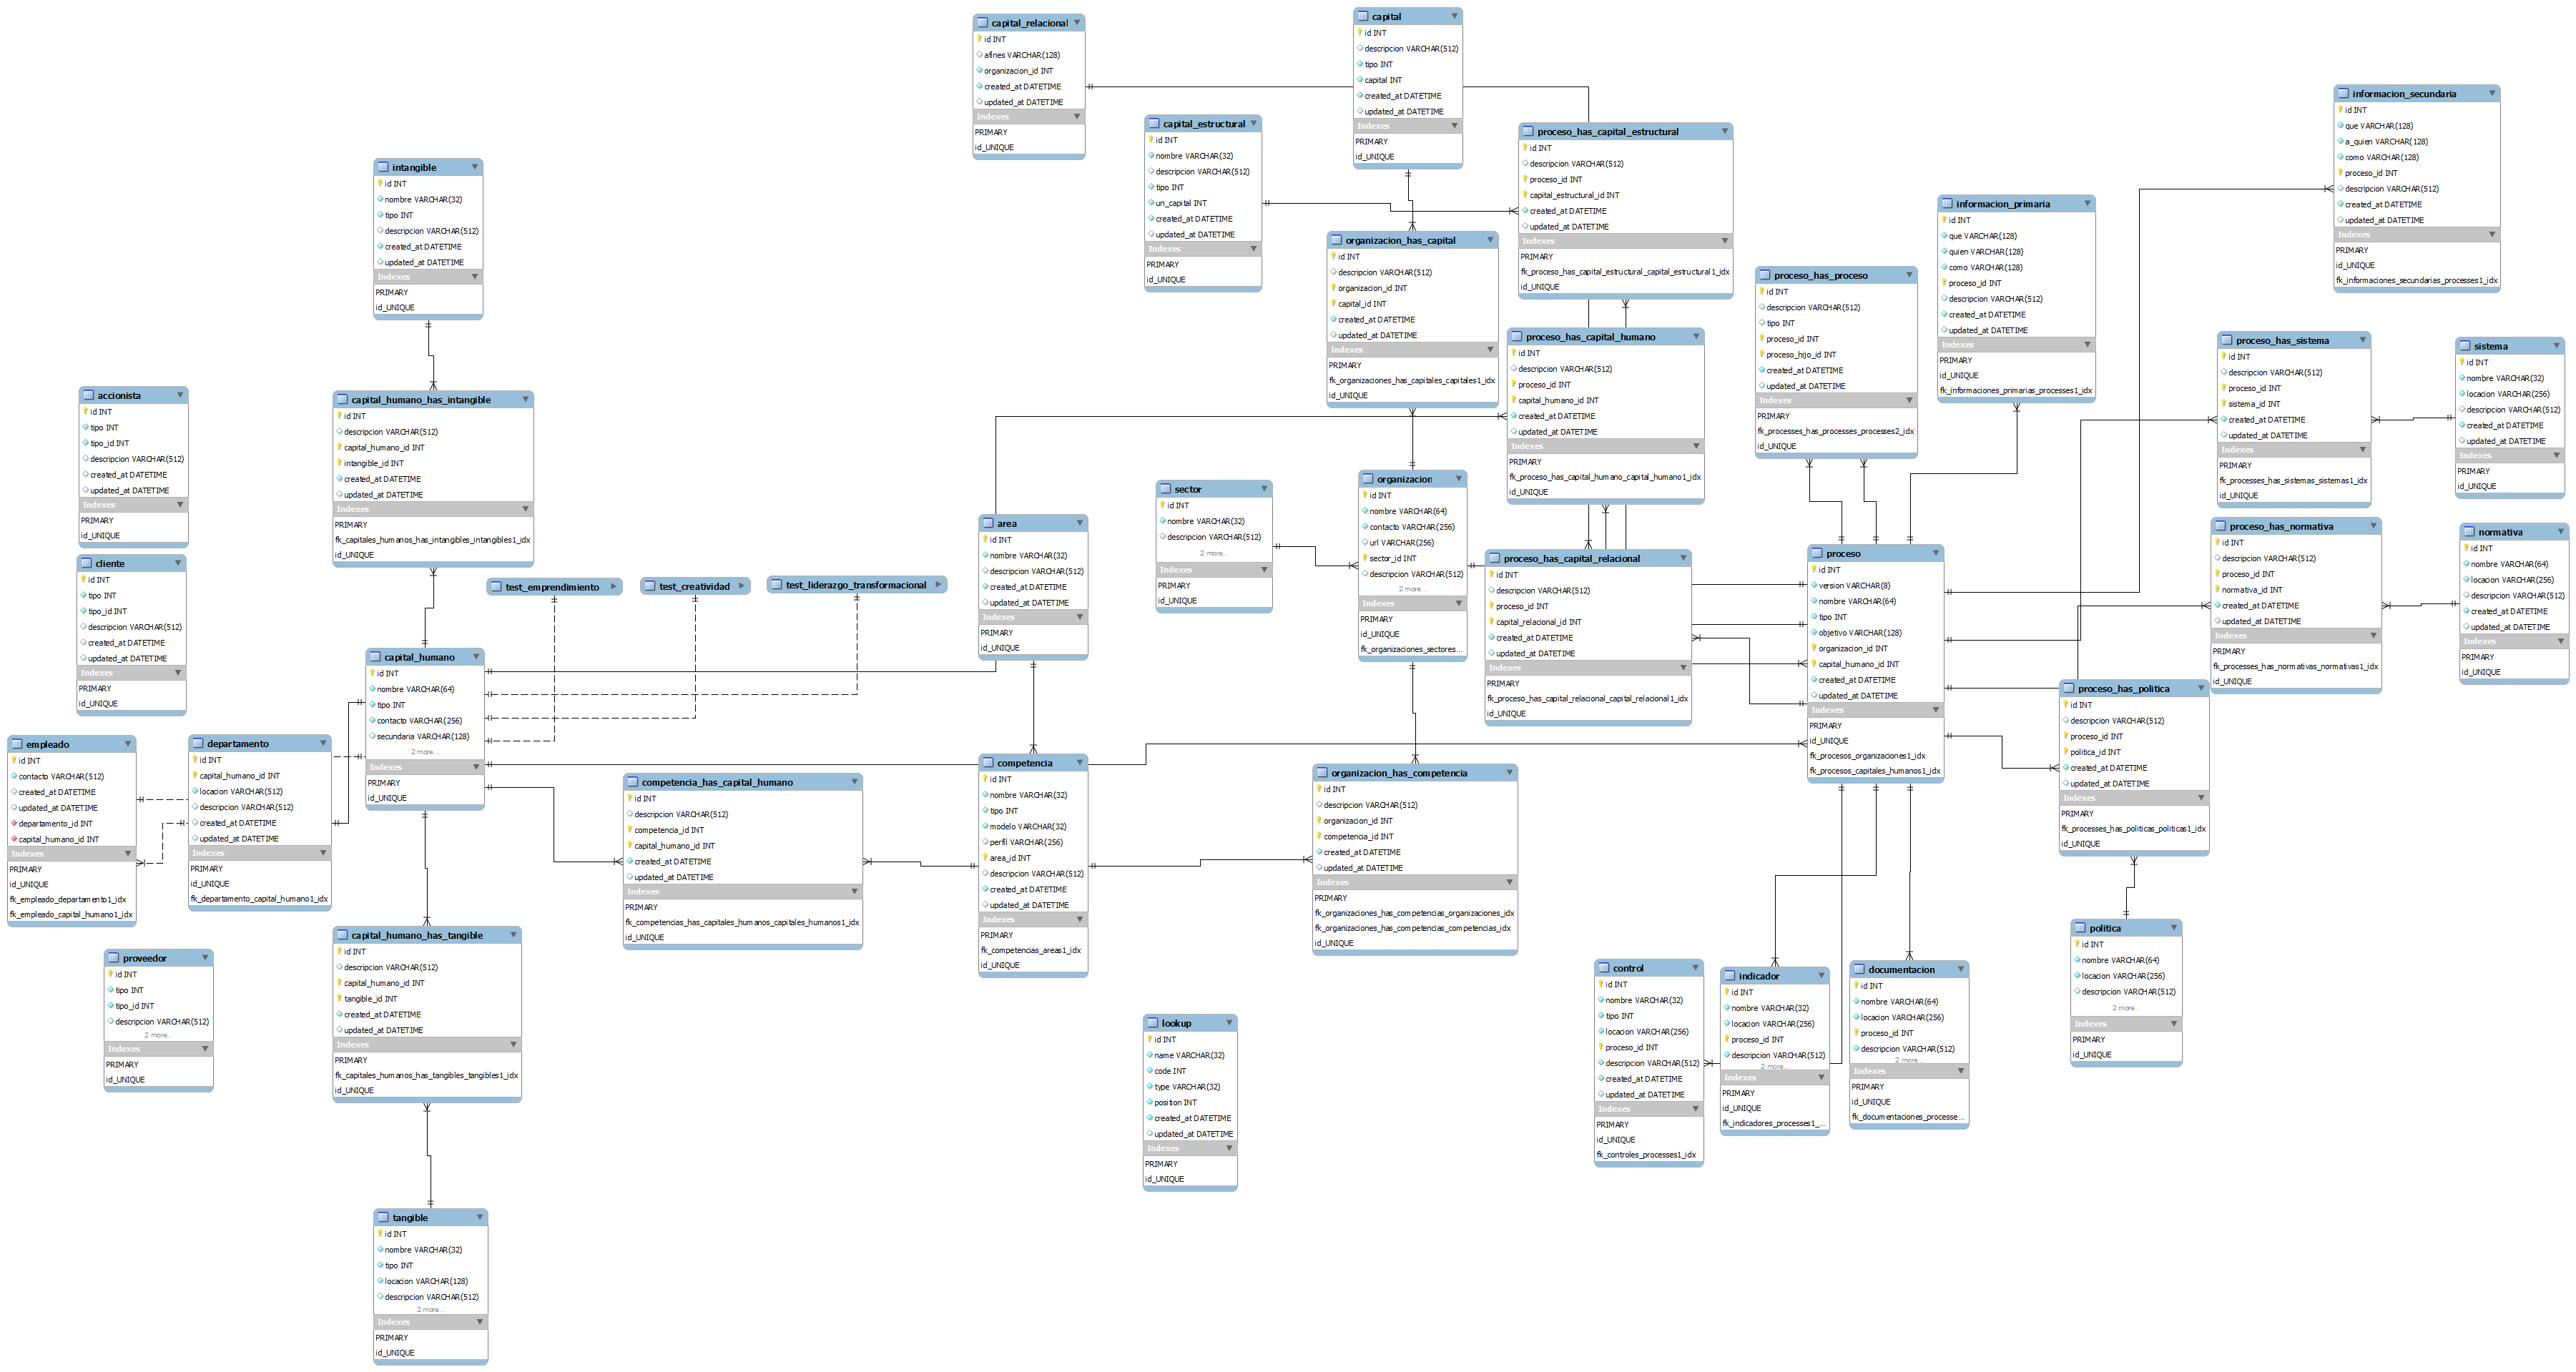 capital_relacional
id INT
afines VARCHAR(128)
organizacion_id INT
created_at DATETIME
updated_at DATETIME
Indexes
PRIMARY
id_UNIQUE
capital
id INT
descripcion VARCHAR(512)
tipo INT
capital INT
created_at DATETIME
updated_at DATETIME
Indexes
PRIMARY
id_UNIQUE
capital_estructural
id INT
nombre VARCHAR(32)
descripcion VARCHAR(512)
tipo INT
un_capital INT
created_at DATETIME
updated_at DATETIME
Indexes
PRIMARY
id_UNIQUE
proceso_has_capital_estructural
id INT
descripcion VARCHAR(512)
proceso_id INT
capital_estructural_id INT
created_at DATETIME
updated_at DATETIME
Indexes
PRIMARY
fk_proceso_has_capital_estructural_capital_estructural1_idx
id_UNIQUE
informacion_secundaria
id INT
que VARCHAR(128)
a_quien VARCHAR(128)
como VARCHAR(128)
proceso_id INT
descripcion VARCHAR(512)
created_at DATETIME
updated_at DATETIME
Indexes
PRIMARY
id_UNIQUE
fk_informaciones_secundarias_processes1_idx
intangible
id INT
nombre VARCHAR(32)
tipo INT
descripcion VARCHAR(512)
created_at DATETIME
updated_at DATETIME
Indexes
PRIMARY
id_UNIQUE
informacion_primaria
id INT
que VARCHAR(128)
quien VARCHAR(128)
como VARCHAR(128)
proceso_id INT
descripcion VARCHAR(512)
created_at DATETIME
updated_at DATETIME
Indexes
PRIMARY
id_UNIQUE
fk_informaciones_primarias_processes1_idx
organizacion_has_capital
id INT
descripcion VARCHAR(512)
organizacion_id INT
capital_id INT
created_at DATETIME
updated_at DATETIME
Indexes
PRIMARY
fk_organizaciones_has_capitales_capitales1_idx
id_UNIQUE
proceso_has_proceso
id INT
descripcion VARCHAR(512)
tipo INT
proceso_id INT
proceso_hijo_id INT
created_at DATETIME
updated_at DATETIME
Indexes
PRIMARY
fk_processes_has_processes_processes2_idx
id_UNIQUE
proceso_has_capital_humano
id INT
descripcion VARCHAR(512)
proceso_id INT
capital_humano_id INT
created_at DATETIME
updated_at DATETIME
Indexes
PRIMARY
fk_proceso_has_capital_humano_capital_humano1_idx
id_UNIQUE
proceso_has_sistema
id INT
descripcion VARCHAR(512)
proceso_id INT
sistema_id INT
created_at DATETIME
updated_at DATETIME
Indexes
PRIMARY
fk_processes_has_sistemas_sistemas1_idx
id_UNIQUE
sistema
id INT
nombre VARCHAR(32)
locacion VARCHAR(256)
descripcion VARCHAR(512)
created_at DATETIME
updated_at DATETIME
Indexes
PRIMARY
id_UNIQUE
accionista
id INT
tipo INT
tipo_id INT
descripcion VARCHAR(512)
created_at DATETIME
updated_at DATETIME
Indexes
PRIMARY
id_UNIQUE
capital_humano_has_intangible
id INT
descripcion VARCHAR(512)
capital_humano_id INT
intangible_id INT
created_at DATETIME
updated_at DATETIME
Indexes
PRIMARY
fk_capitales_humanos_has_intangibles_intangibles1_idx
id_UNIQUE
sector
id INT
nombre VARCHAR(32)
descripcion VARCHAR(512)
2 more...
Indexes
PRIMARY
id_UNIQUE
organizacion
id INT
nombre VARCHAR(64)
contacto VARCHAR(256)
url VARCHAR(256)
sector_id INT
descripcion VARCHAR(512)
2 more...
Indexes
PRIMARY
id_UNIQUE
fk_organizaciones_sectores...
area
id INT
nombre VARCHAR(32)
descripcion VARCHAR(512)
created_at DATETIME
updated_at DATETIME
Indexes
PRIMARY
id_UNIQUE
proceso_has_capital_relacional
id INT
descripcion VARCHAR(512)
proceso_id INT
capital_relacional_id INT
created_at DATETIME
updated_at DATETIME
Indexes
PRIMARY
fk_proceso_has_capital_relacional_capital_relacional1_idx
id_UNIQUE
proceso
id INT
version VARCHAR(8)
nombre VARCHAR(64)
tipo INT
objetivo VARCHAR(128)
organizacion_id INT
capital_humano_id INT
created_at DATETIME
updated_at DATETIME
Indexes
PRIMARY
id_UNIQUE
fk_procesos_organizaciones1_idx
fk_procesos_capitales_humanos1_idx
proceso_has_normativa
id INT
descripcion VARCHAR(512)
proceso_id INT
normativa_id INT
created_at DATETIME
updated_at DATETIME
Indexes
PRIMARY
fk_processes_has_normativas_normativas1_idx
id_UNIQUE
normativa
id INT
nombre VARCHAR(64)
locacion VARCHAR(256)
descripcion VARCHAR(512)
created_at DATETIME
updated_at DATETIME
Indexes
PRIMARY
id_UNIQUE
cliente
id INT
tipo INT
tipo_id INT
descripcion VARCHAR(512)
created_at DATETIME
updated_at DATETIME
Indexes
PRIMARY
id_UNIQUE
test_emprendimiento
test_creatividad
test_liderazgo_transformacional
capital_humano
id INT
nombre VARCHAR(64)
tipo INT
contacto VARCHAR(256)
secundaria VARCHAR(128)
2 more...
Indexes
PRIMARY
id_UNIQUE
proceso_has_politica
id INT
descripcion VARCHAR(512)
proceso_id INT
politica_id INT
created_at DATETIME
updated_at DATETIME
Indexes
PRIMARY
fk_processes_has_politicas_politicas1_idx
id_UNIQUE
empleado
id INT
contacto VARCHAR(512)
created_at DATETIME
updated_at DATETIME
departamento_id INT
capital_humano_id INT
Indexes
PRIMARY
id_UNIQUE
fk_empleado_departamento1_idx
fk_empleado_capital_humano1_idx
departamento
id INT
capital_humano_id INT
locacion VARCHAR(512)
descripcion VARCHAR(512)
created_at DATETIME
updated_at DATETIME
Indexes
PRIMARY
id_UNIQUE
fk_departamento_capital_humano1_idx
competencia_has_capital_humano
id INT
descripcion VARCHAR(512)
competencia_id INT
capital_humano_id INT
created_at DATETIME
updated_at DATETIME
Indexes
PRIMARY
fk_competencias_has_capitales_humanos_capitales_humanos1_idx
id_UNIQUE
competencia
id INT
nombre VARCHAR(32)
tipo INT
modelo VARCHAR(32)
perfil VARCHAR(256)
area_id INT
descripcion VARCHAR(512)
created_at DATETIME
updated_at DATETIME
Indexes
PRIMARY
fk_competencias_areas1_idx
id_UNIQUE
organizacion_has_competencia
id INT
descripcion VARCHAR(512)
organizacion_id INT
competencia_id INT
created_at DATETIME
updated_at DATETIME
Indexes
PRIMARY
fk_organizaciones_has_competencias_organizaciones_idx
fk_organizaciones_has_competencias_competencias_idx
id_UNIQUE
proveedor
id INT
tipo INT
tipo_id INT
descripcion VARCHAR(512)
2 more...
Indexes
PRIMARY
id_UNIQUE
capital_humano_has_tangible
id INT
descripcion VARCHAR(512)
capital_humano_id INT
tangible_id INT
created_at DATETIME
updated_at DATETIME
Indexes
PRIMARY
fk_capitales_humanos_has_tangibles_tangibles1_idx
id_UNIQUE
lookup
id INT
name VARCHAR(32)
code INT
type VARCHAR(32)
position INT
created_at DATETIME
updated_at DATETIME
Indexes
PRIMARY
id_UNIQUE
control
id INT
nombre VARCHAR(32)
tipo INT
locacion VARCHAR(256)
proceso_id INT
descripcion VARCHAR(512)
created_at DATETIME
updated_at DATETIME
Indexes
PRIMARY
id_UNIQUE
fk_controles_processes1_idx
indicador
id INT
nombre VARCHAR(32)
locacion VARCHAR(256)
proceso_id INT
descripcion VARCHAR(512)
2 more...
Indexes
PRIMARY
id_UNIQUE
fk_indicadores_processes1_...
documentacion
id INT
nombre VARCHAR(64)
locacion VARCHAR(256)
proceso_id INT
descripcion VARCHAR(512)
2 more...
Indexes
PRIMARY
id_UNIQUE
fk_documentaciones_processe...
politica
id INT
nombre VARCHAR(64)
locacion VARCHAR(256)
descripcion VARCHAR(512)
2 more...
Indexes
PRIMARY
id_UNIQUE
tangible
id INT
nombre VARCHAR(32)
tipo INT
locacion VARCHAR(128)
descripcion VARCHAR(512)
2 more...
Indexes
PRIMARY
id_UNIQUE